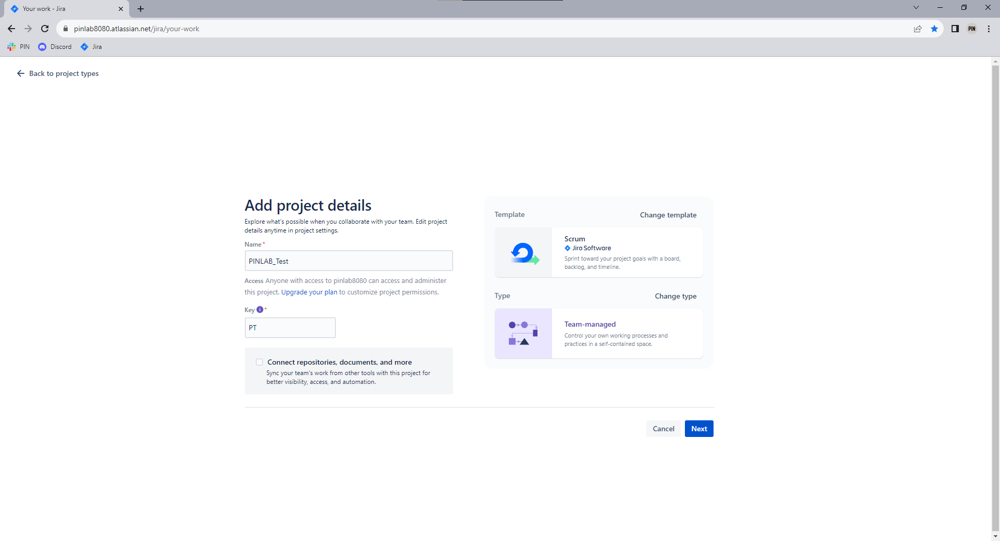 Your work - Jira
pinlab8080.atlassian.net/jira/your-work
PIN
PIN
Discord
Jira
Back to project types
Add project details
Explore what's possible when you collaborate with your team. Edit project
details anytime in project settings.
Name*
PINLAB_Test
Access Anyone with access to pinlab8080 can access and administer
this project. Upgrade your plan to customize project permissions.
Key i *
PT
Connect repositories, documents, and more
Sync your team's work from other tools with this project for
better visibility, access, and automation.
Template
Change template
Scrum
Jira Software
Sprint toward your project goals with a board,
backlog, and timeline.
Type
Change type
Team-managed
Control your own working processes and
practices in a self-contained space.
Cancel
Next